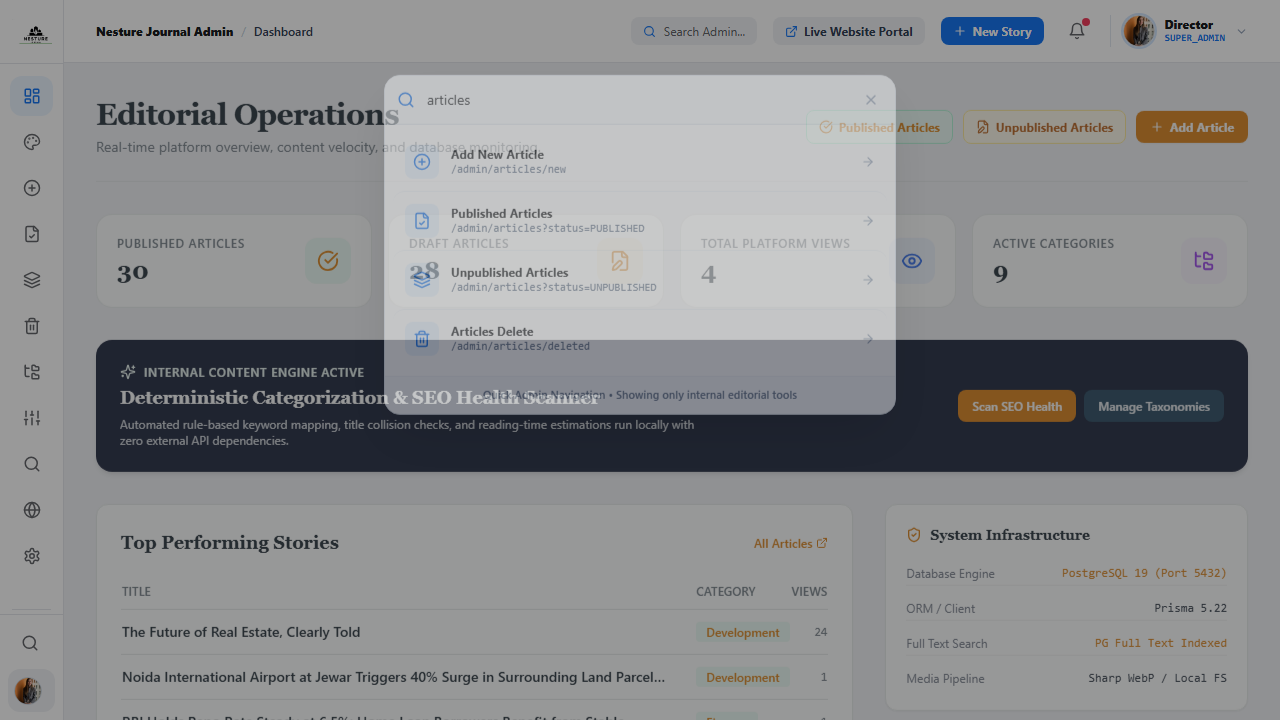 NESTURE
Nesture Journal Admin / Dashboard
Search Admin...
Live Website Portal
New Story
Director
SUPER_ADMIN
articles
Editorial Operations
Real-time platform overview, content velocity, and database monitoring.
Published Articles
Unpublished Articles
Add Article
Add New Article
/admin/articles/new
Published Articles
/admin/articles?status=PUBLISHED
Unpublished Articles
/admin/articles?status=UNPUBLISHED
Articles Delete
/admin/articles/deleted
Quick Admin Navigation • Showing only internal editorial tools
PUBLISHED ARTICLES
30
DRAFT ARTICLES
28
TOTAL PLATFORM VIEWS
4
ACTIVE CATEGORIES
9
INTERNAL CONTENT ENGINE ACTIVE
Deterministic Categorization & SEO Health Scanner
Automated rule-based keyword mapping, title collision checks, and reading-time estimations run locally with
zero external API dependencies.
Scan SEO Health
Manage Taxonomies
Top Performing Stories
All Articles
TITLE CATEGORY VIEWS
The Future of Real Estate, Clearly Told Development 24
Noida International Airport at Jewar Triggers 40% Surge in Surrounding Land Parcel... Development 1
System Infrastructure
Database Engine PostgreSQL 19 (Port 5432)
ORM / Client Prisma 5.22
Full Text Search PG Full Text Indexed
Media Pipeline Sharp WebP / Local FS